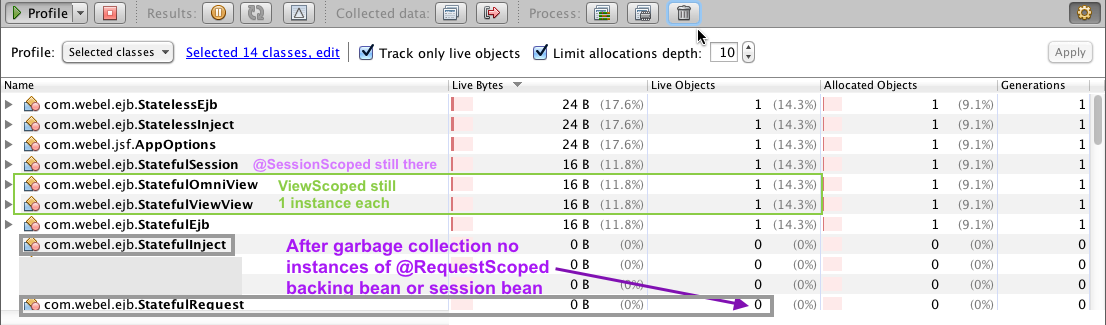 Profile Results: Collected data: Process:
Profile: Selected classes Selected 14 classes, edit Track only live objects Limit allocations depth: 10 Apply
Name Live Bytes Live Objects Allocated Objects Generations
com.webel.ejb.StatelessEjb 24 B (17.6%) 1 (14.3%) 1 (9.1%) 1
com.webel.ejb.StatelessInject 24 B (17.6%) 1 (14.3%) 1 (9.1%) 1
com.webel.jsf.AppOptions 24 B (17.6%) 1 (14.3%) 1 (9.1%) 1
com.webel.ejb.StatefulSession @SessionScoped still there 16 B (11.8%) 1 (14.3%) 1 (9.1%) 1
com.webel.ejb.StatefulOmniView ViewScoped still 16 B (11.8%) 1 (14.3%) 1 (9.1%) 1
com.webel.ejb.StatefulViewView 1 instance each 16 B (11.8%) 1 (14.3%) 1 (9.1%) 1
com.webel.ejb.StatefulEjb 16 B (11.8%) 1 (14.3%) 1 (9.1%) 1
com.webel.ejb.StatefulInject After garbage collection no 0 B (0%) 0 (0%) 0 (0%) 0
instances of @RequestScoped 0 B (0%) 0 (0%) 0 (0%) 0
backing bean or session bean 0 B (0%) 0 (0%) 0 (0%) 0
com.webel.ejb.StatefulRequest 0 B (0%) 0 (0%) 0 (0%) 0